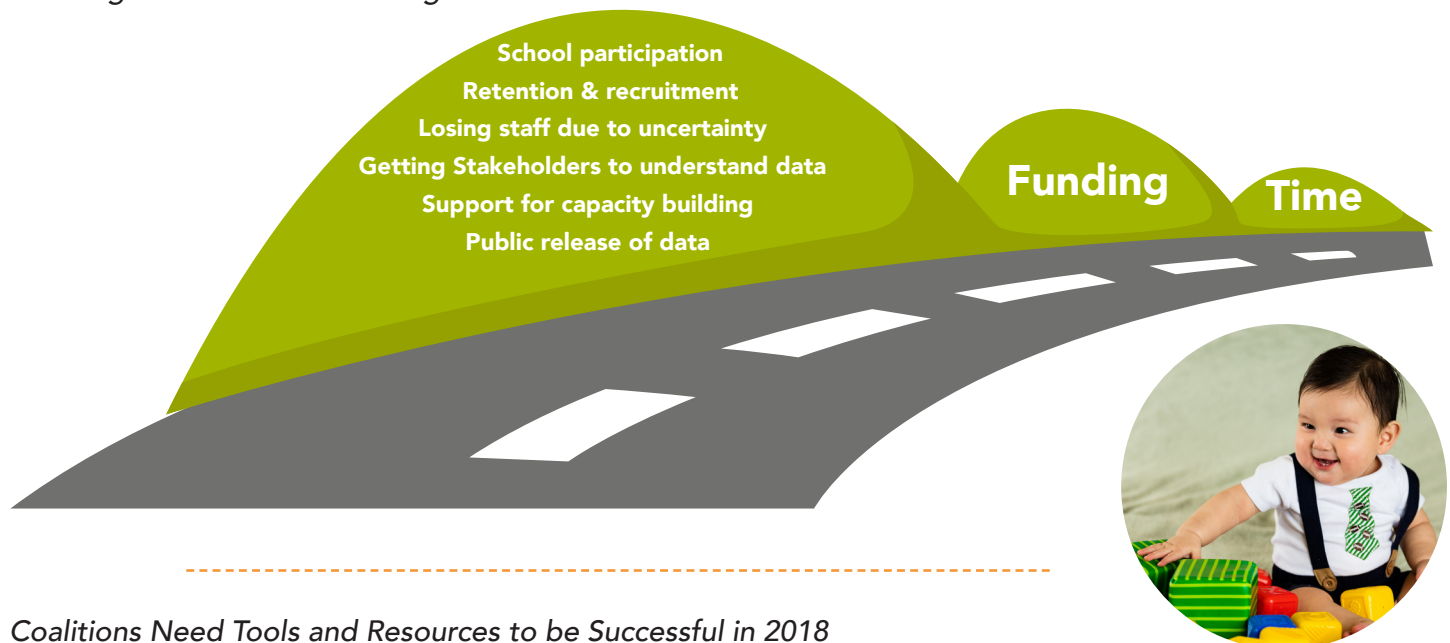 School participation
Retention & recruitment
Losing staff due to uncertainty
Getting Stakeholders to understand data
Support for capacity building
Public release of data
Funding
Time
Coalitions Need Tools and Resources to be Successful in 2018